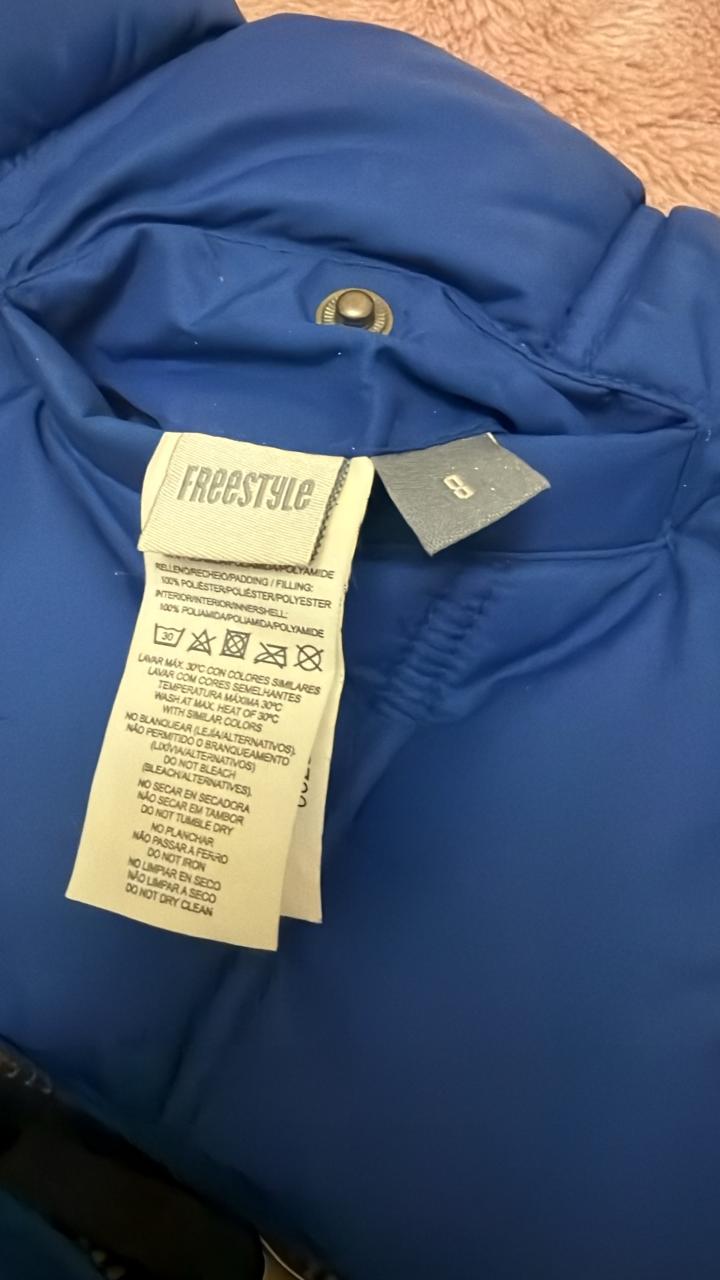 FREESTYLE
8
RELLENO/RECHEIO/PADDING / FILLING:
100% POLIÉSTER/POLIÉSTER/POLYESTER
INTERIOR/INTERIOR/INNERSHELL:
100% POLIAMIDA/POLIAMIDA/POLYAMIDE
30
LAVAR MÁX. 30ºC CON COLORES SIMILARES
LAVAR COM CORES SEMELHANTES
TEMPERATURA MÁXIMA 30ºC
WASH AT MAX. HEAT OF 30ºC
WITH SIMILAR COLORS
NO BLANQUEAR (LEJÍA/ALTERNATIVOS).
NÃO PERMITIDO O BRANQUEAMENTO
(LIXÍVIA/ALTERNATIVOS)
DO NOT BLEACH
(BLEACH/ALTERNATIVES).
NO SECAR EN SECADORA
NÃO SECAR EM TAMBOR
DO NOT TUMBLE DRY
NO PLANCHAR
NÃO PASSAR A FERRO
DO NOT IRON
NO LIMPIAR EN SECO
NÃO LIMPAR A SECO
DO NOT DRY CLEAN